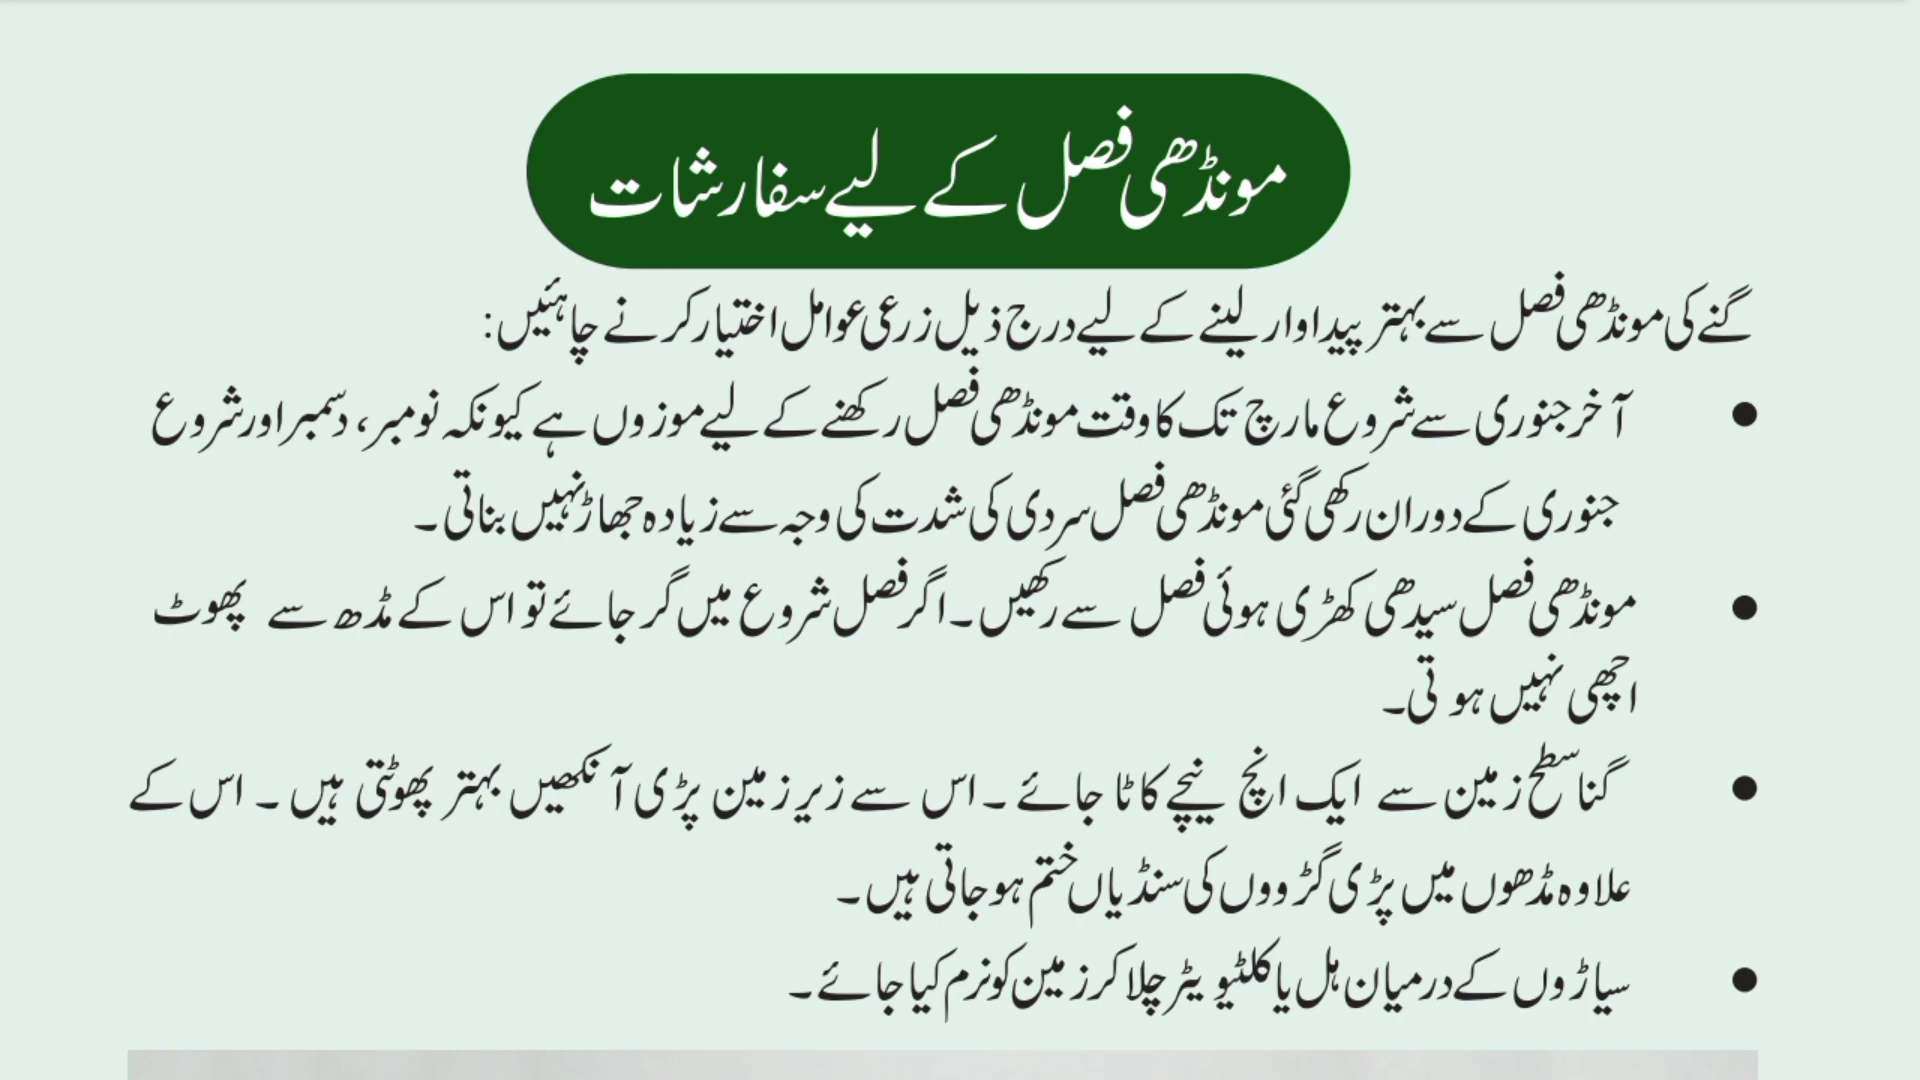 مونڈھی فصل کے لیے سفارشات
گنے کی مونڈھی فصل سے بہتر پیداوار لینے کے لیے درج ذیل زرعی عوامل اختیار کرنے چاہئیں:
● آخر جنوری سے شروع مارچ تک کا وقت مونڈھی فصل رکھنے کے لیے موزوں ہے کیونکہ نومبر، دسمبر اور شروع
جنوری کے دوران رکھی گئی مونڈھی فصل سردی کی شدت کی وجہ سے زیادہ جھاڑ نہیں بناتی۔
● مونڈھی فصل سیدھی کھڑی ہوئی فصل سے رکھیں۔ اگر فصل شروع میں گر جائے تو اس کے مڈھ سے پھوٹ
اچھی نہیں ہوتی۔
● گنا سطح زمین سے ایک انچ نیچے کاٹا جائے۔ اس سے زیر زمین پڑی آنکھیں بہتر پھوٹتی ہیں۔ اس کے
علاوہ مڈھوں میں پڑی گڑووں کی سنڈیاں ختم ہو جاتی ہیں۔
● سیاڑوں کے درمیان ہل یا کلٹیویٹر چلا کر زمین کو نرم کیا جائے۔